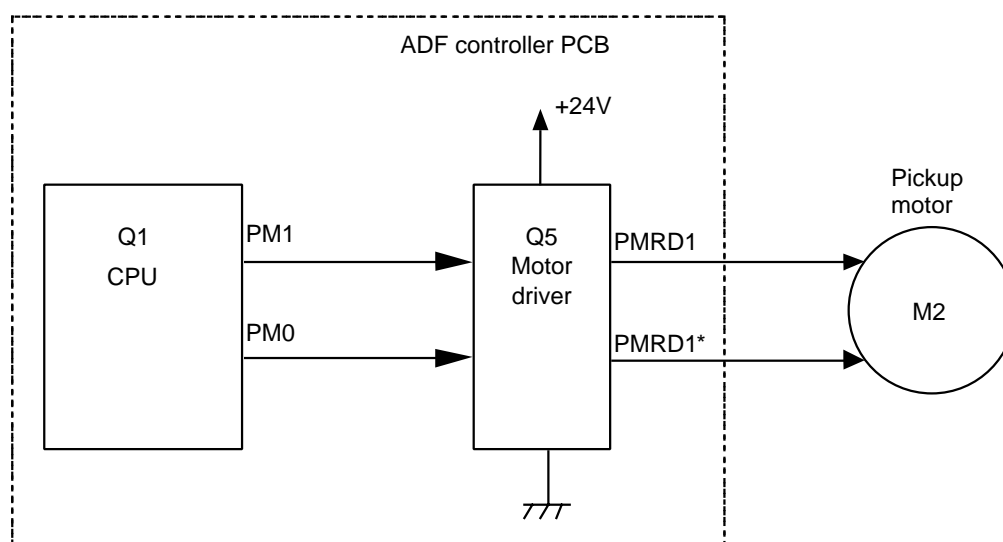 ADF controller PCB
+24V
Q1
CPU
PM1
PM0
Q5
Motor
driver
PMRD1
PMRD1*
Pickup
motor
M2